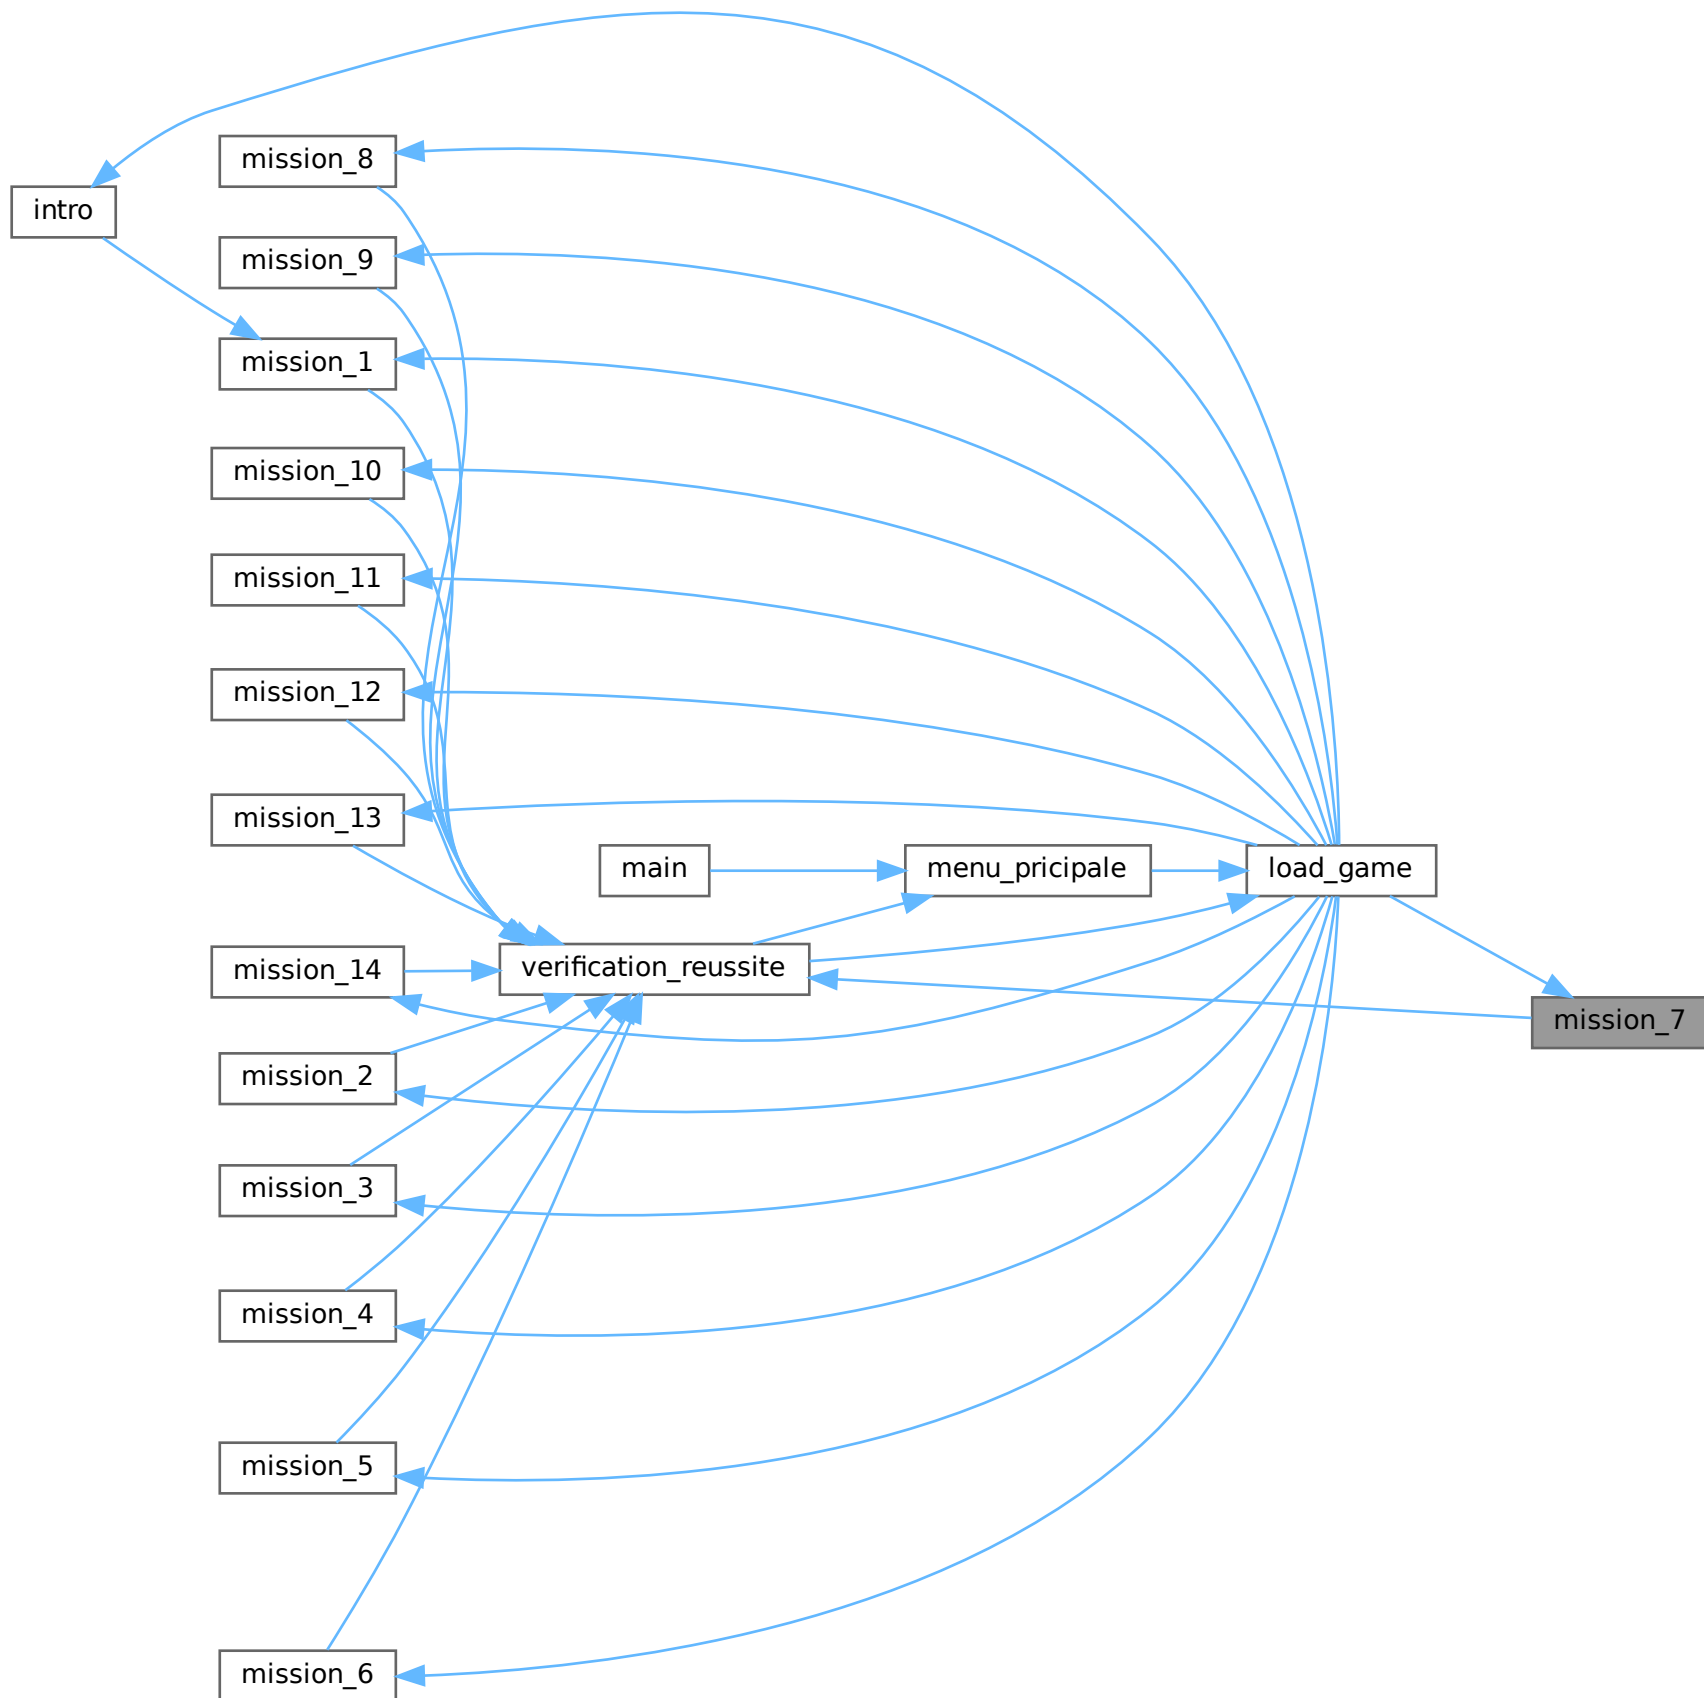 mission_8
intro
mission_9
mission_1
mission_10
mission_11
mission_12
mission_13
main
menu_pricipale
load_game
verification_reussite
mission_14
mission_7
mission_2
mission_3
mission_4
mission_5
mission_6